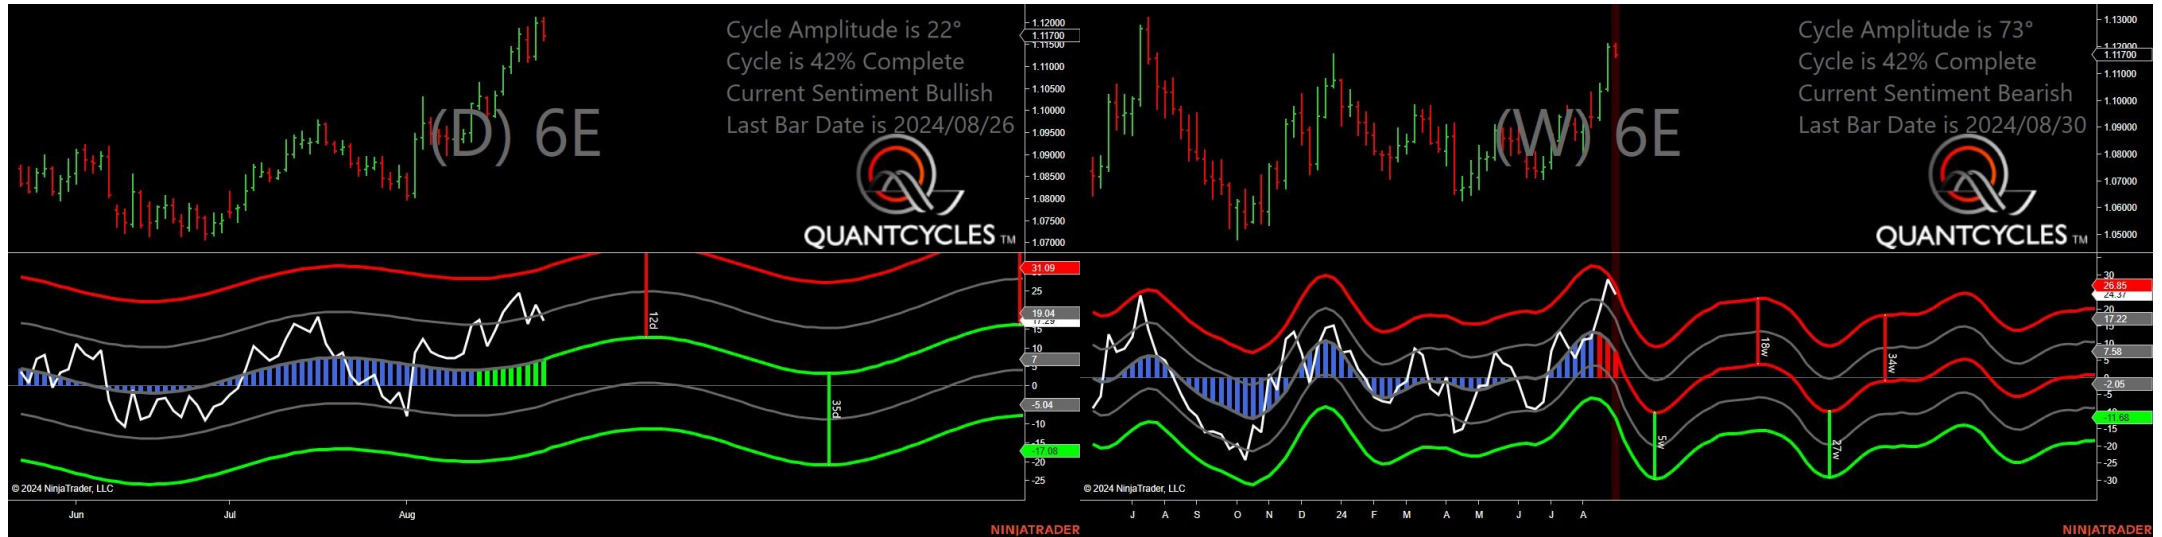 Cycle Amplitude is 22°
Cycle is 42% Complete
Current Sentiment Bullish
Last Bar Date is 2024/08/26
(D) 6E
QUANTCYCLES TM
1.12000
1.11700
1.11500
1.11000
1.10500
1.10000
1.09500
1.09000
1.08500
1.08000
1.07500
1.07000
31.09
25
19.04
17.29
15
10
7
5
0
-5.04
-10
-15
-17.08
-20
-25
12d
35d
© 2024 NinjaTrader, LLC
Jun Jul Aug
NINJATRADER
Cycle Amplitude is 73°
Cycle is 42% Complete
Current Sentiment Bearish
Last Bar Date is 2024/08/30
(W) 6E
QUANTCYCLES TM
1.13000
1.12000
1.11700
1.11000
1.10000
1.09000
1.08000
1.07000
1.06000
1.05000
30
26.85
24.37
20
17.22
15
10
7.58
5
0
-2.05
-5
-10
-11.68
-15
-20
-25
-30
5w
18w
27w
34w
© 2024 NinjaTrader, LLC
J A S O N D 24 F M A M J J A
NINJATRADER